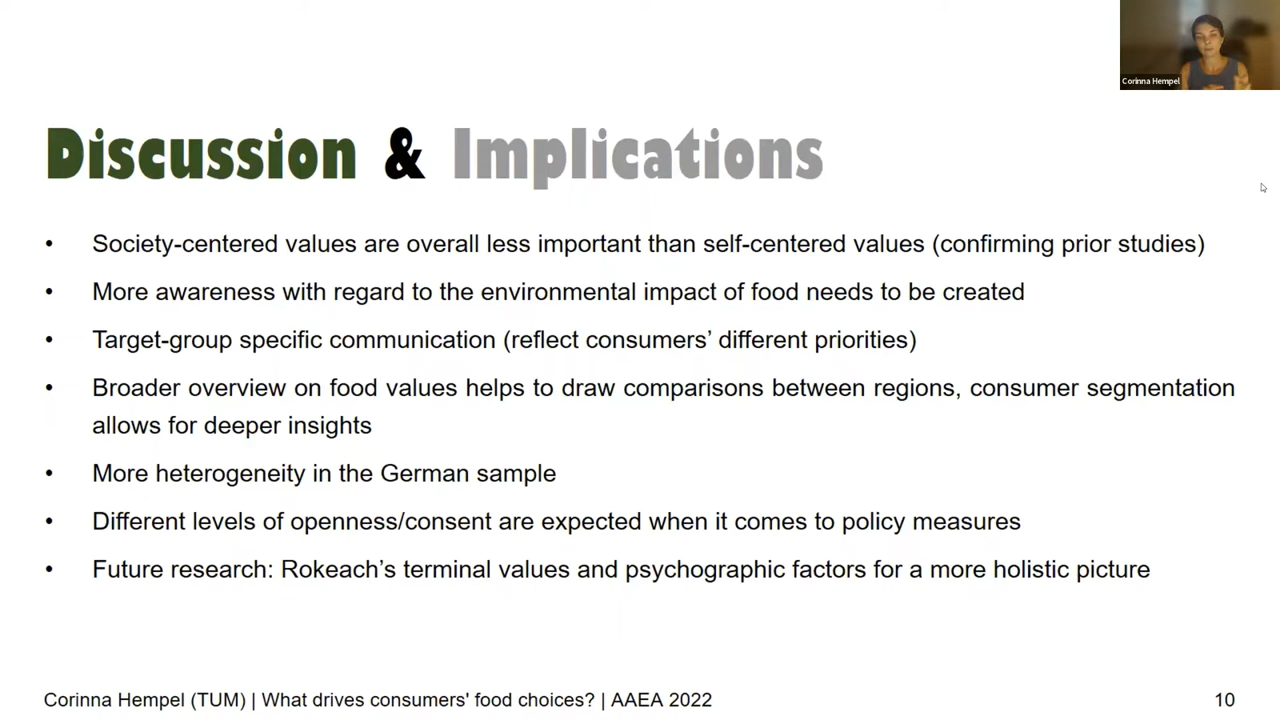 Corinna Hempel
Discussion & Implications
• Society-centered values are overall less important than self-centered values (confirming prior studies)
• More awareness with regard to the environmental impact of food needs to be created
• Target-group specific communication (reflect consumers’ different priorities)
• Broader overview on food values helps to draw comparisons between regions, consumer segmentation
allows for deeper insights
• More heterogeneity in the German sample
• Different levels of openness/consent are expected when it comes to policy measures
• Future research: Rokeach’s terminal values and psychographic factors for a more holistic picture
Corinna Hempel (TUM) | What drives consumers' food choices? | AAEA 2022
10